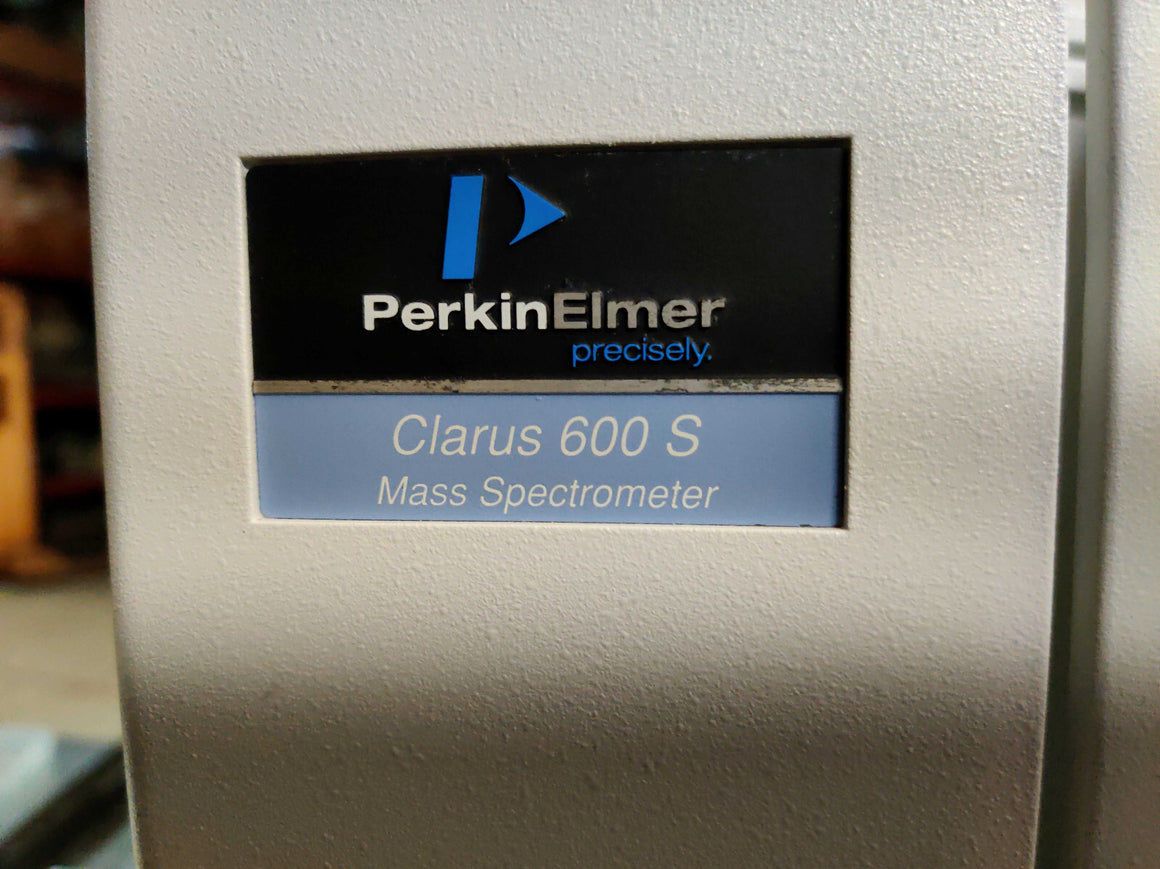 PerkinElmer
precisely.
Clarus 600 S
Mass Spectrometer